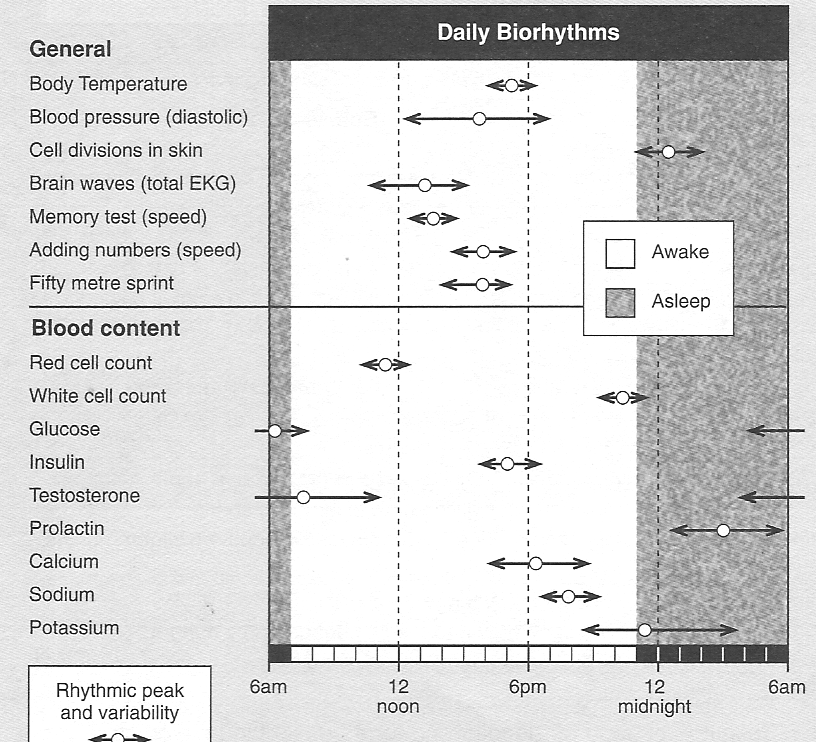 Daily Biorhythms
General
Body Temperature
Blood pressure (diastolic)
Cell divisions in skin
Brain waves (total EKG)
Memory test (speed)
Adding numbers (speed)
Fifty metre sprint
Awake
Asleep
Blood content
Red cell count
White cell count
Glucose
Insulin
Testosterone
Prolactin
Calcium
Sodium
Potassium
6am 12 6pm 12 6am
noon midnight
Rhythmic peak
and variability